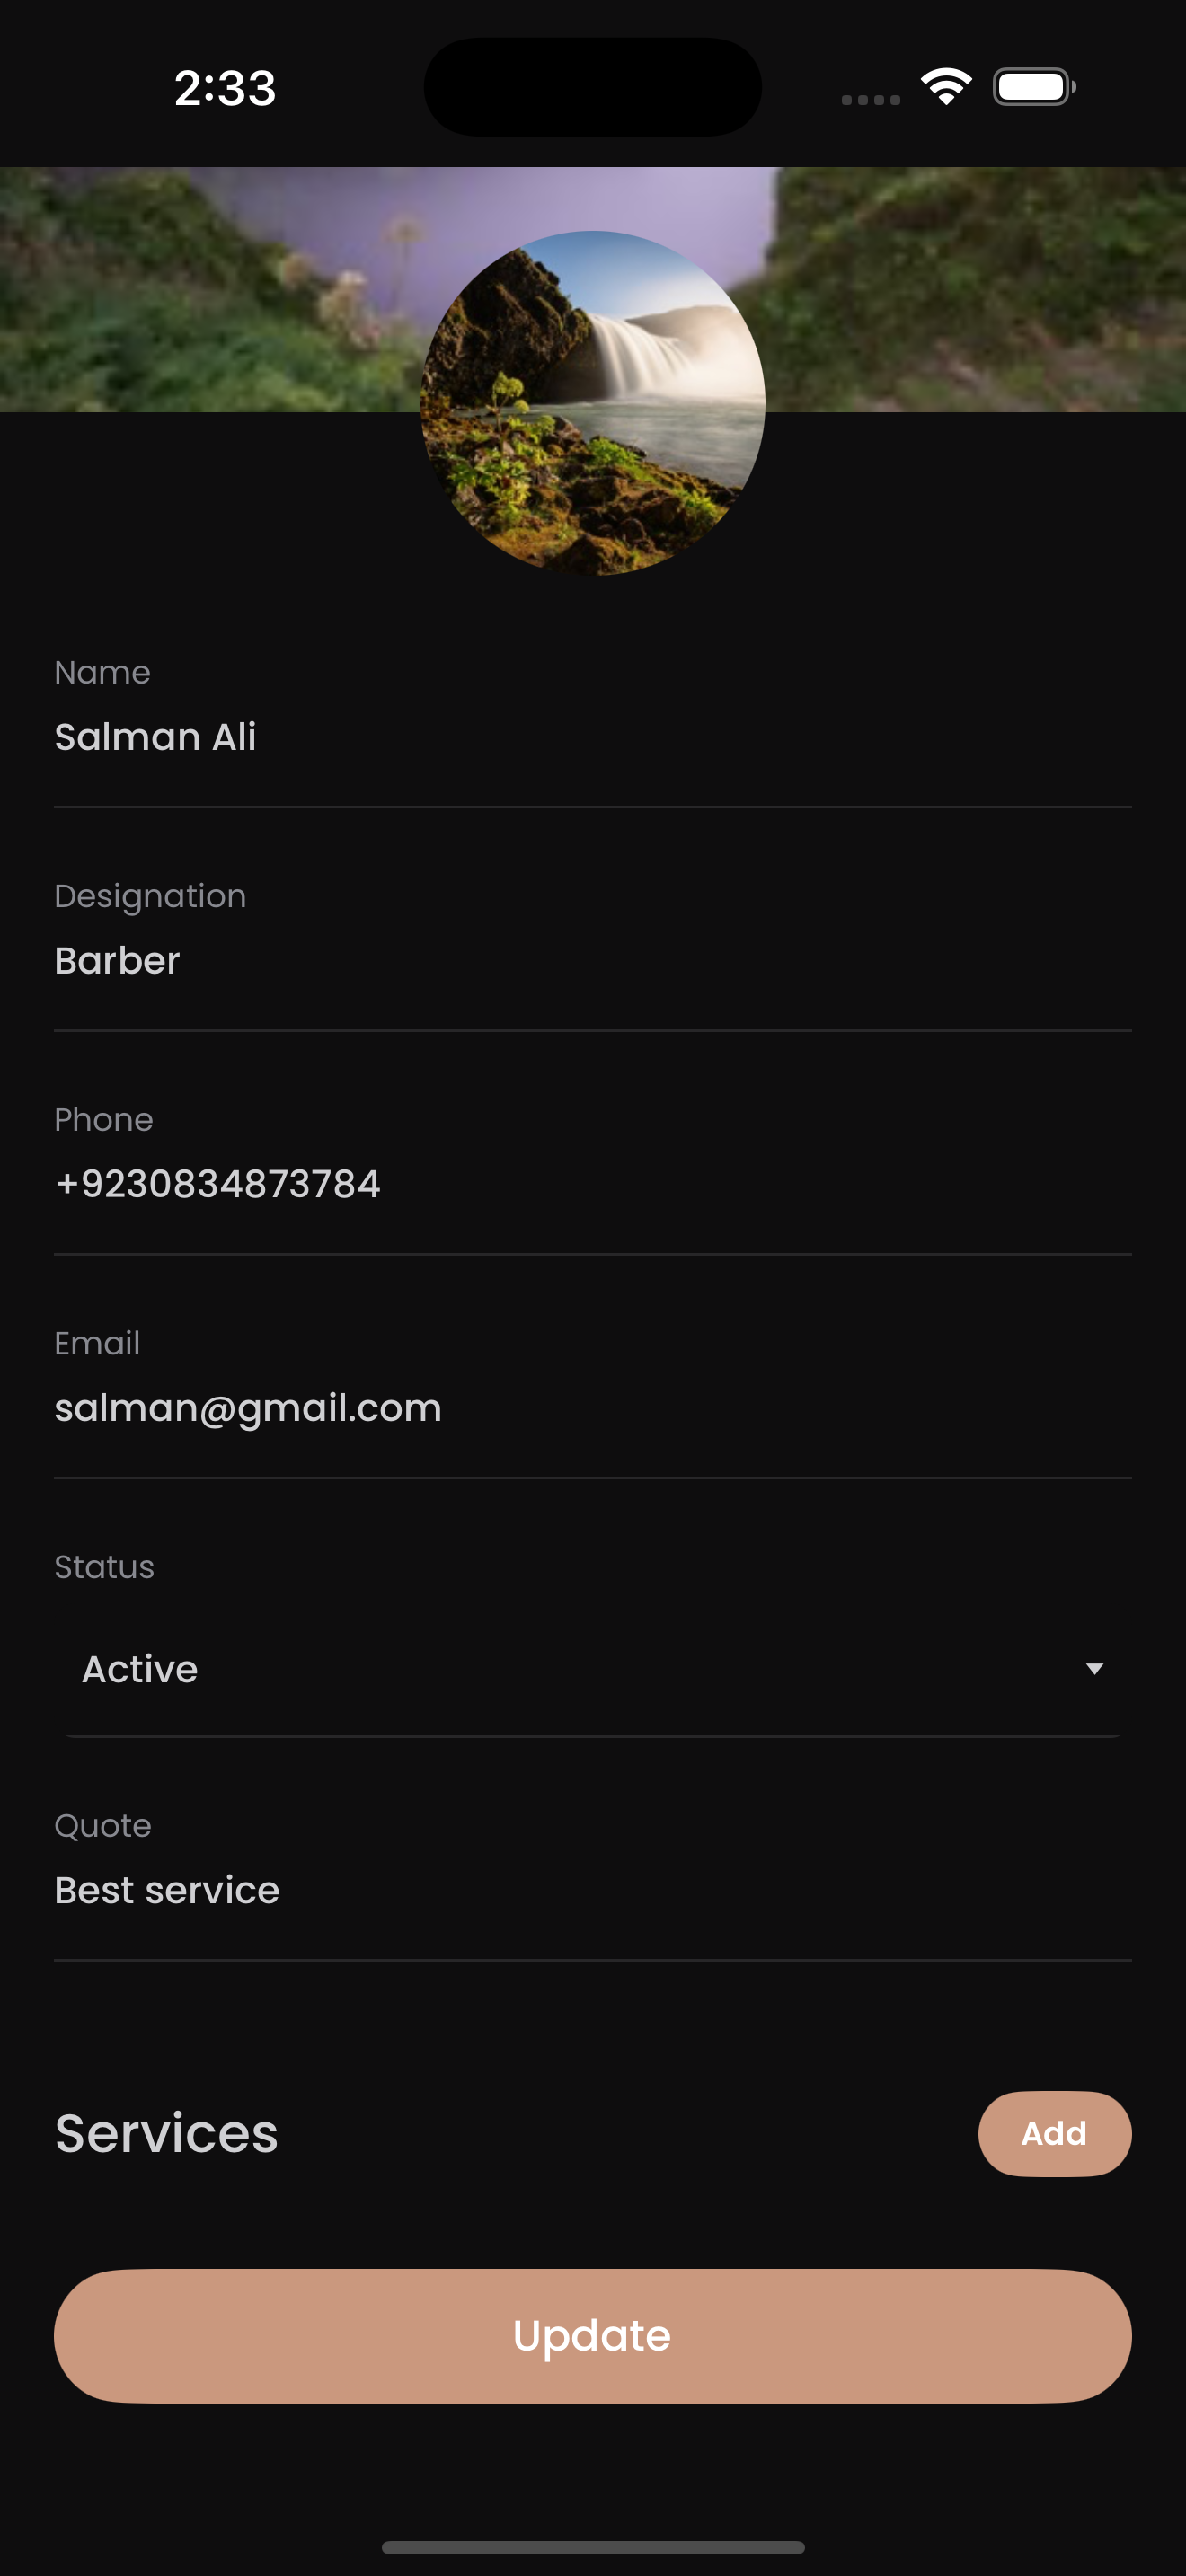 2:33
Name
Salman Ali
Designation
Barber
Phone
+9230834873784
Email
salman@gmail.com
Status
Active
Quote
Best service
Services
Add
Update